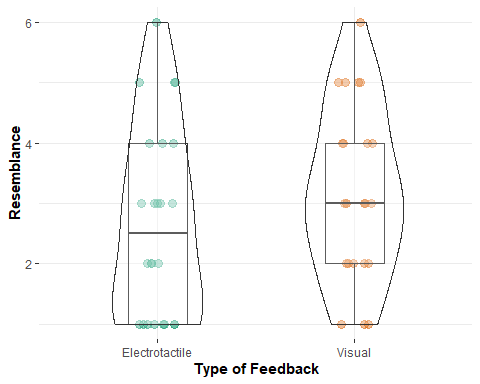 Resemblance
6
4
2
Electrotactile
Visual
Type of Feedback